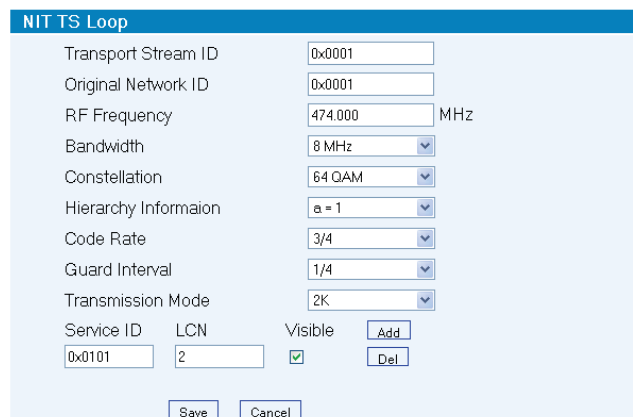 NIT TS Loop
Transport Stream ID 0x0001
Original Network ID 0x0001
RF Frequency 474.000 MHz
Bandwidth 8 MHz
Constellation 64 QAM
Hierarchy Informaion a = 1
Code Rate 3/4
Guard Interval 1/4
Transmission Mode 2K
Service ID LCN Visible Add
0x0101 2 Del
Save Cancel